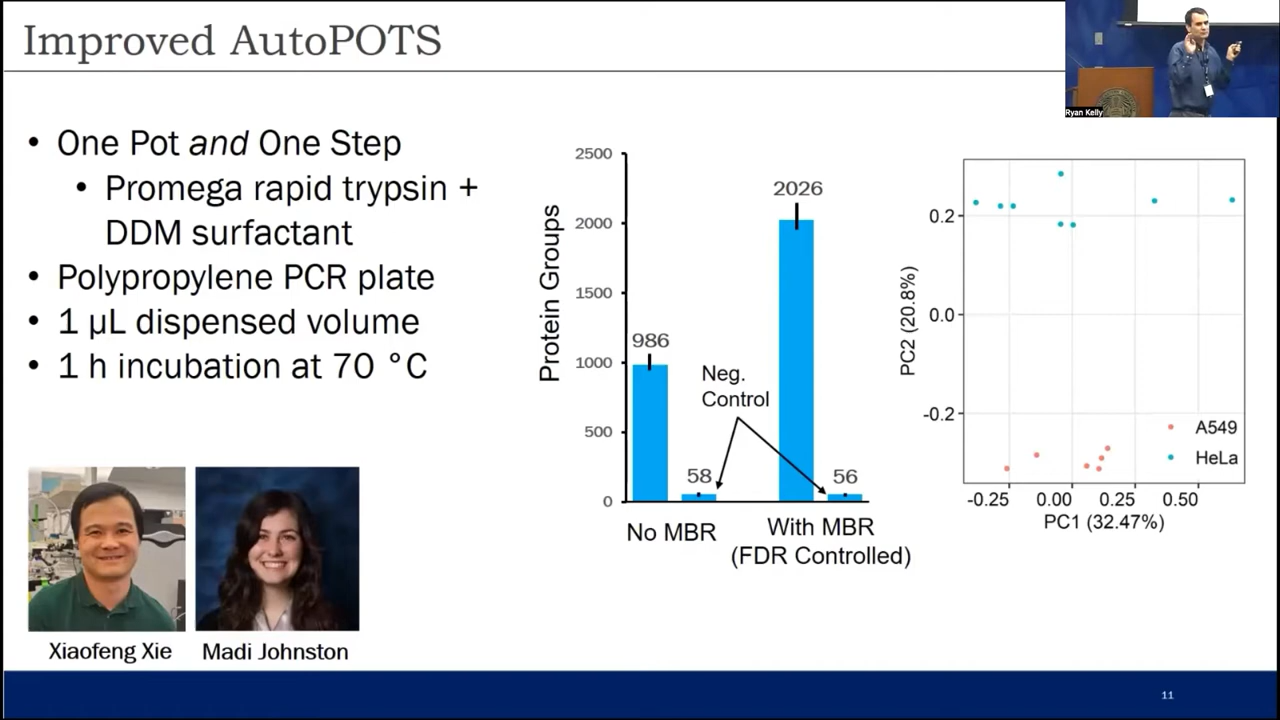 Improved AutoPOTS
Ryan Kelly
• One Pot and One Step
• Promega rapid trypsin +
DDM surfactant
• Polypropylene PCR plate
• 1 µL dispensed volume
• 1 h incubation at 70 °C
Xiaofeng Xie
Madi Johnston
Protein Groups
2500
2000
1500
1000
500
0
986
58
2026
56
Neg.
Control
No MBR
With MBR
(FDR Controlled)
PC2 (20.8%)
0.2
0.0
-0.2
A549
HeLa
-0.25 0.00 0.25 0.50
PC1 (32.47%)
11